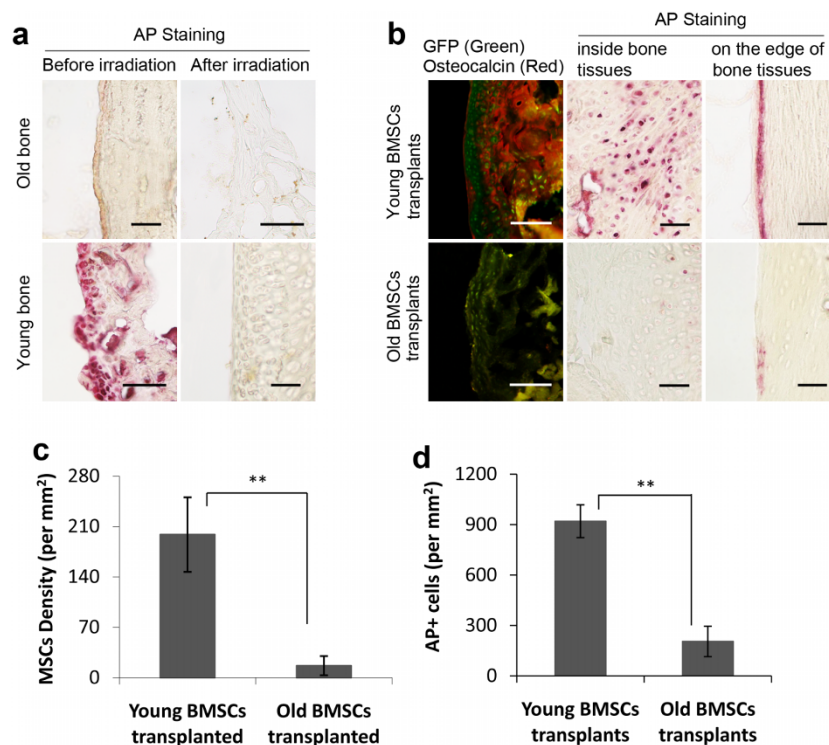 a
AP Staining
Before irradiation After irradiation
Old bone
Young bone
b
GFP (Green)
Osteocalcin (Red)
AP Staining
inside bone
tissues
on the edge of
bone tissues
Young BMSCs
transplants
Old BMSCs
transplants
c
MSCs Density (per mm²)
280
210
140
70
0
**
Young BMSCs
transplanted
Old BMSCs
transplanted
d
AP+ cells (per mm²)
1200
900
600
300
0
**
Young BMSCs
transplants
Old BMSCs
transplants